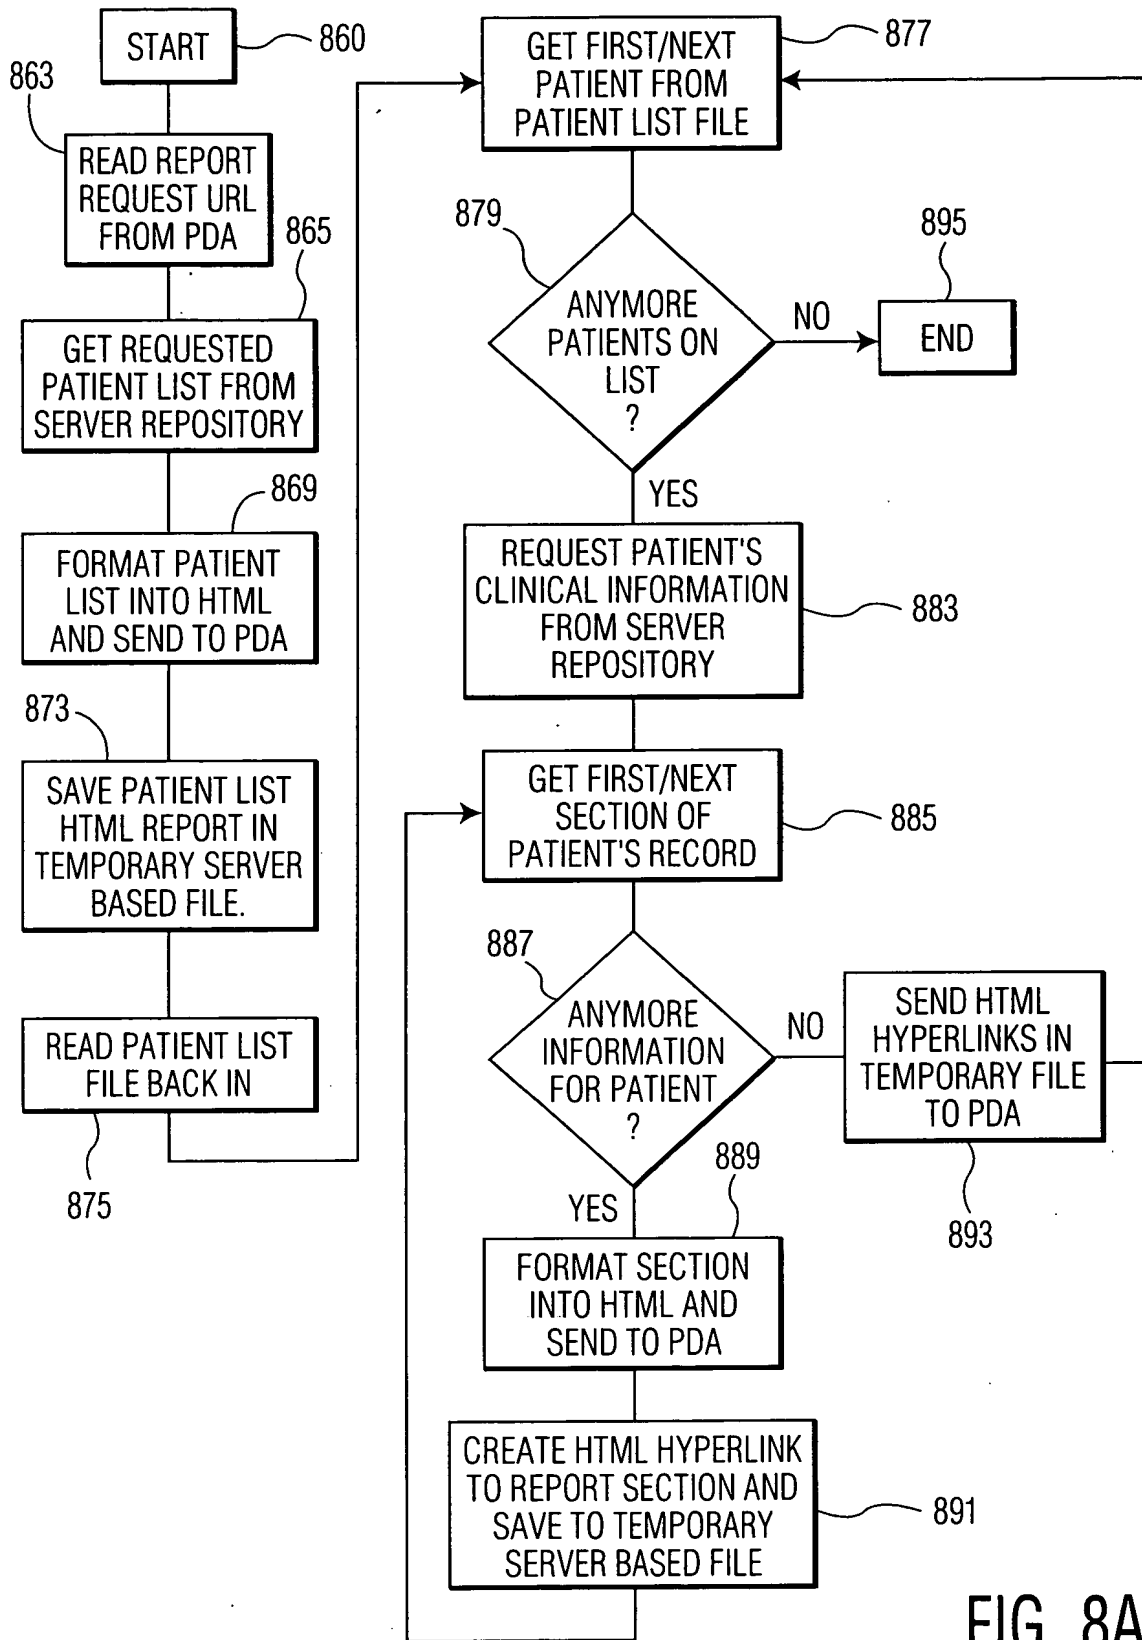 START
860
863
READ REPORT
REQUEST URL
FROM PDA
865
GET REQUESTED
PATIENT LIST FROM
SERVER REPOSITORY
869
FORMAT PATIENT
LIST INTO HTML
AND SEND TO PDA
873
SAVE PATIENT LIST
HTML REPORT IN
TEMPORARY SERVER
BASED FILE.
READ PATIENT LIST
FILE BACK IN
875
GET FIRST/NEXT
PATIENT FROM
PATIENT LIST FILE
877
879
ANYMORE
PATIENTS ON
LIST
?
NO
895
END
YES
REQUEST PATIENT'S
CLINICAL INFORMATION
FROM SERVER
REPOSITORY
883
GET FIRST/NEXT
SECTION OF
PATIENT'S RECORD
885
887
ANYMORE
INFORMATION
FOR PATIENT
?
NO
SEND HTML
HYPERLINKS IN
TEMPORARY FILE
TO PDA
893
YES
889
FORMAT SECTION
INTO HTML AND
SEND TO PDA
CREATE HTML HYPERLINK
TO REPORT SECTION AND
SAVE TO TEMPORARY
SERVER BASED FILE
891
FIG. 8A